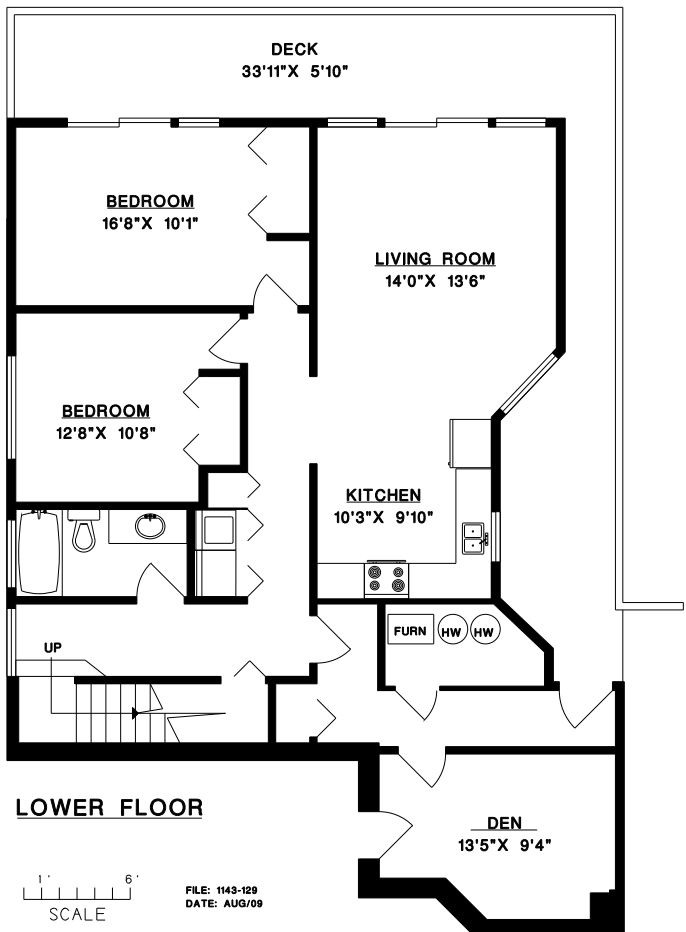 DECK
33'11"X 5'10"
BEDROOM
16'8"X 10'1"
LIVING ROOM
14'0"X 13'6"
BEDROOM
12'8"X 10'8"
KITCHEN
10'3"X 9'10"
FURN
HW
HW
UP
LOWER FLOOR
DEN
13'5"X 9'4"
1' 6'
SCALE
FILE: 1143-129
DATE: AUG/09